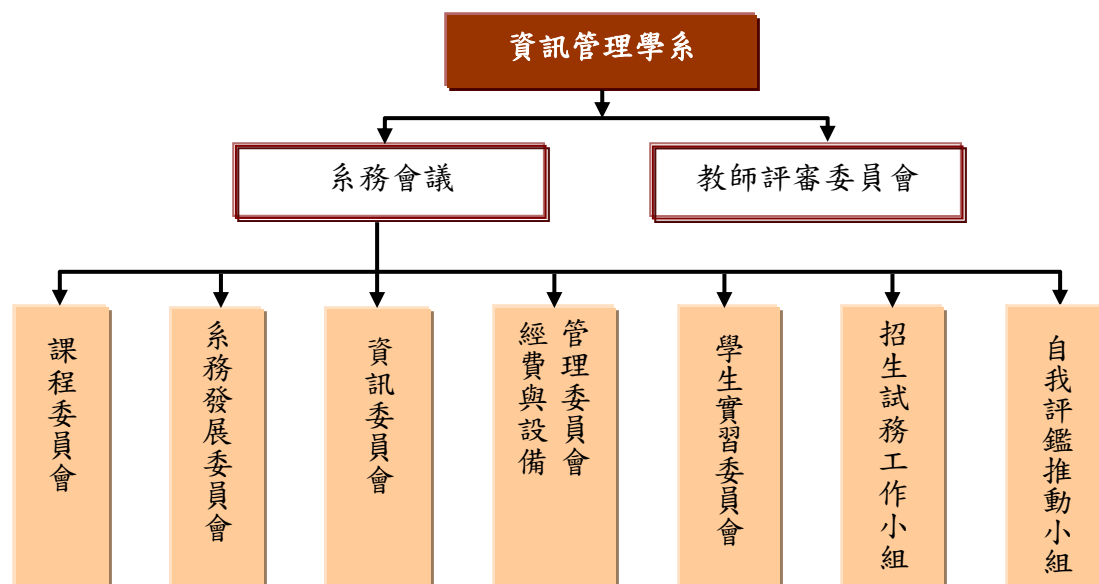 資訊管理學系
系務會議
教師評審委員會
課程委員會
系務發展委員會
資訊委員會
經費與設備
管理委員會
學生實習委員會
招生試務工作小組
自我評鑑推動小組